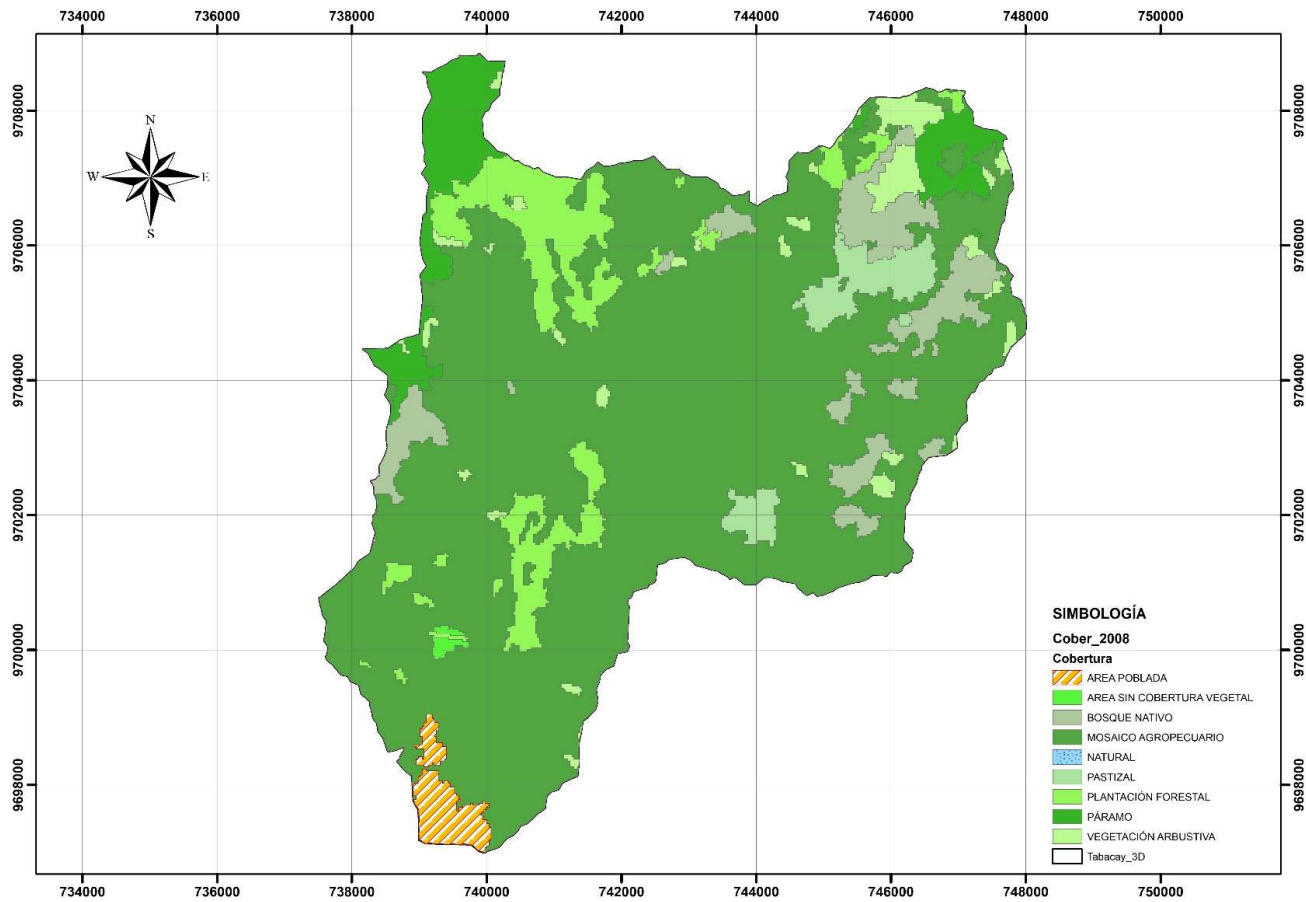 734000 736000 738000 740000 742000 744000 746000 748000 750000
9708000 9708000
N
W E
S
9706000 9706000
9704000 9704000
9702000 9702000
SIMBOLOGÍA
Cober_2008
9700000 9700000
Cobertura
AREA POBLADA
AREA SIN COBERTURA VEGETAL
BOSQUE NATIVO
MOSAICO AGROPECUARIO
NATURAL
9698000 9698000
PASTIZAL
PLANTACIÓN FORESTAL
PÁRAMO
VEGETACIÓN ARBUSTIVA
Tabacay_3D
734000 736000 738000 740000 742000 744000 746000 748000 750000